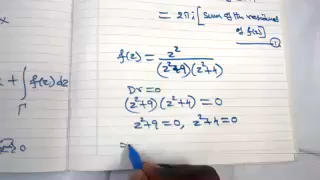 = 2πi [Sum of the residues of f(z)] — ①
∫ f(z)dz
f(z) = z² / (z²+9)(z²+4)
Dr = 0
(z²+9)(z²+4) = 0
z²+9 = 0, z²+4 = 0
=